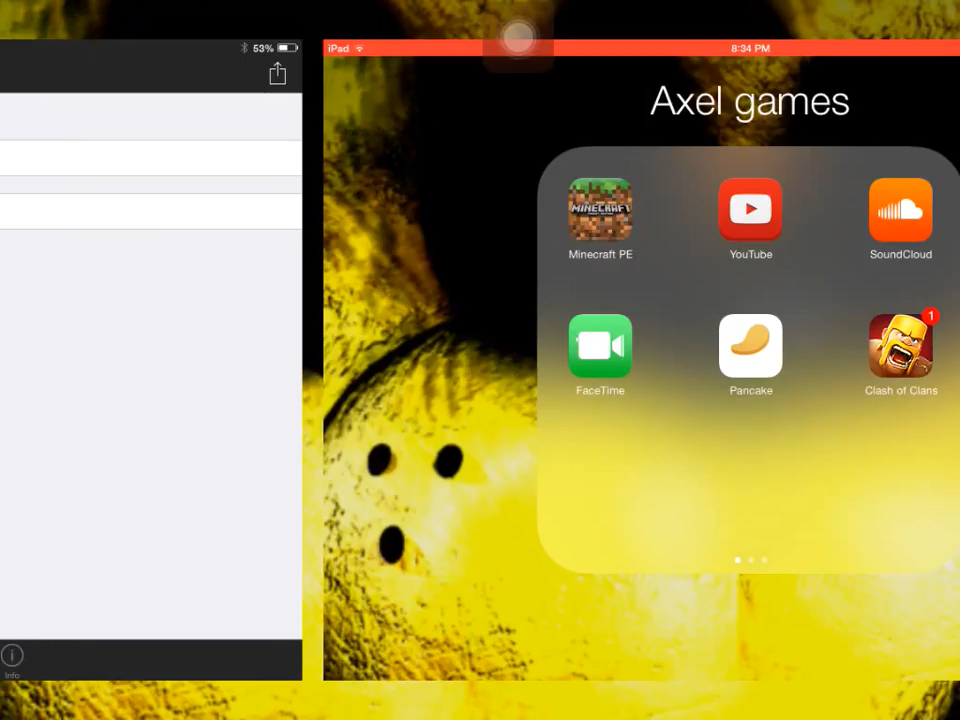 53%
iPad
8:34 PM
Axel games
MINECRAFT
Minecraft PE
YouTube
SoundCloud
1
FaceTime
Pancake
Clash of Clans
Info